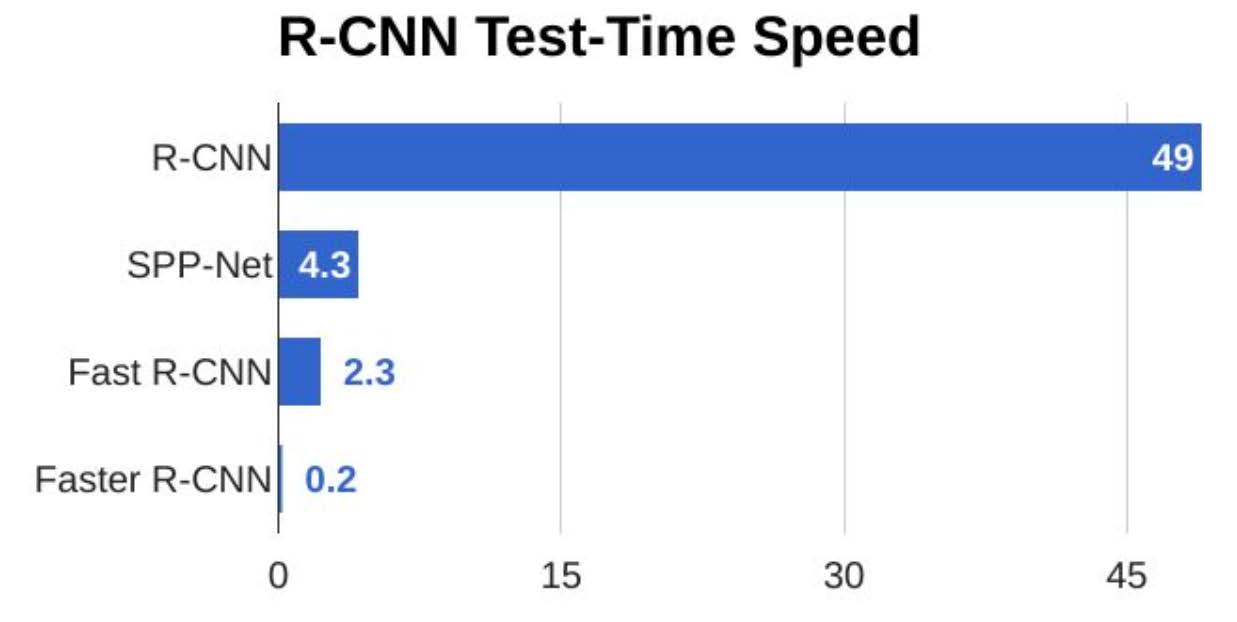 R-CNN Test-Time Speed
R-CNN 49
SPP-Net 4.3
Fast R-CNN 2.3
Faster R-CNN 0.2
0 15 30 45